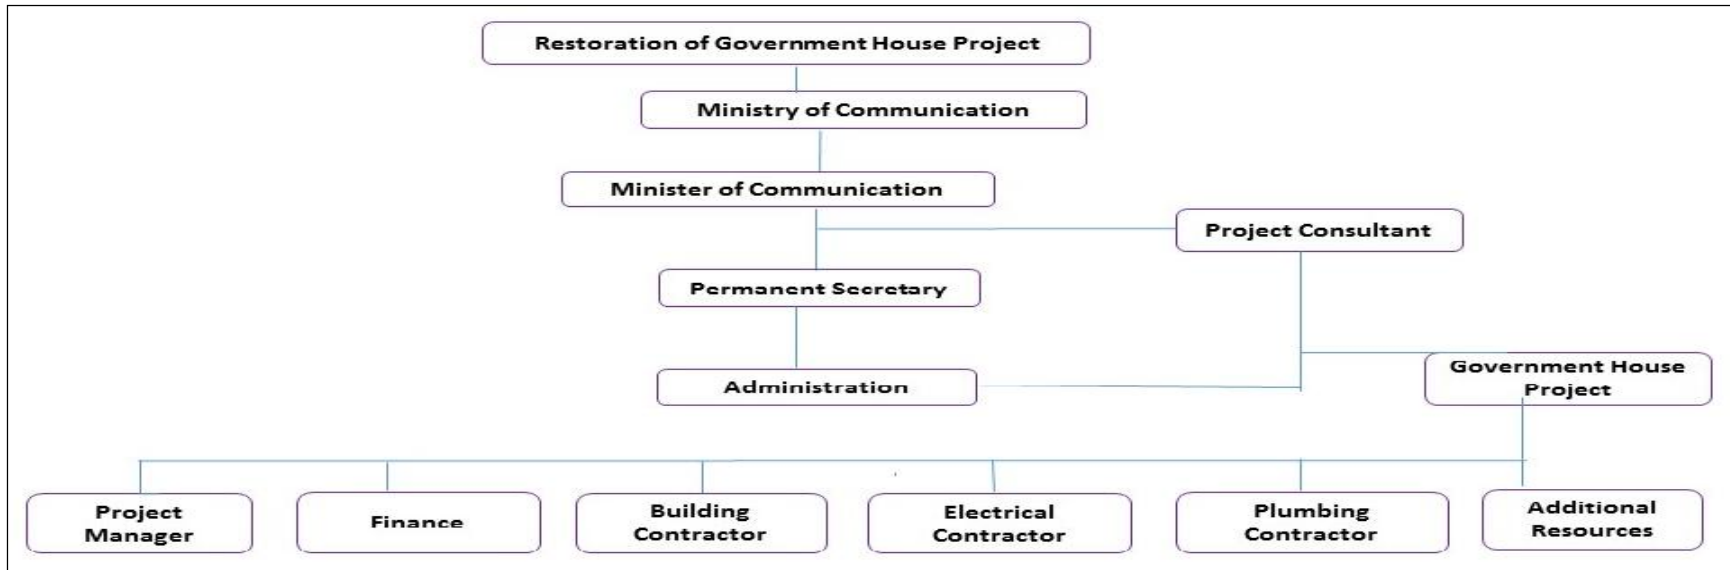 Restoration of Government House Project
Ministry of Communication
Minister of Communication
Project Consultant
Permanent Secretary
Government House
Project
Administration
Project
Manager
Finance
Building
Contractor
Electrical
Contractor
Plumbing
Contractor
Additional
Resources